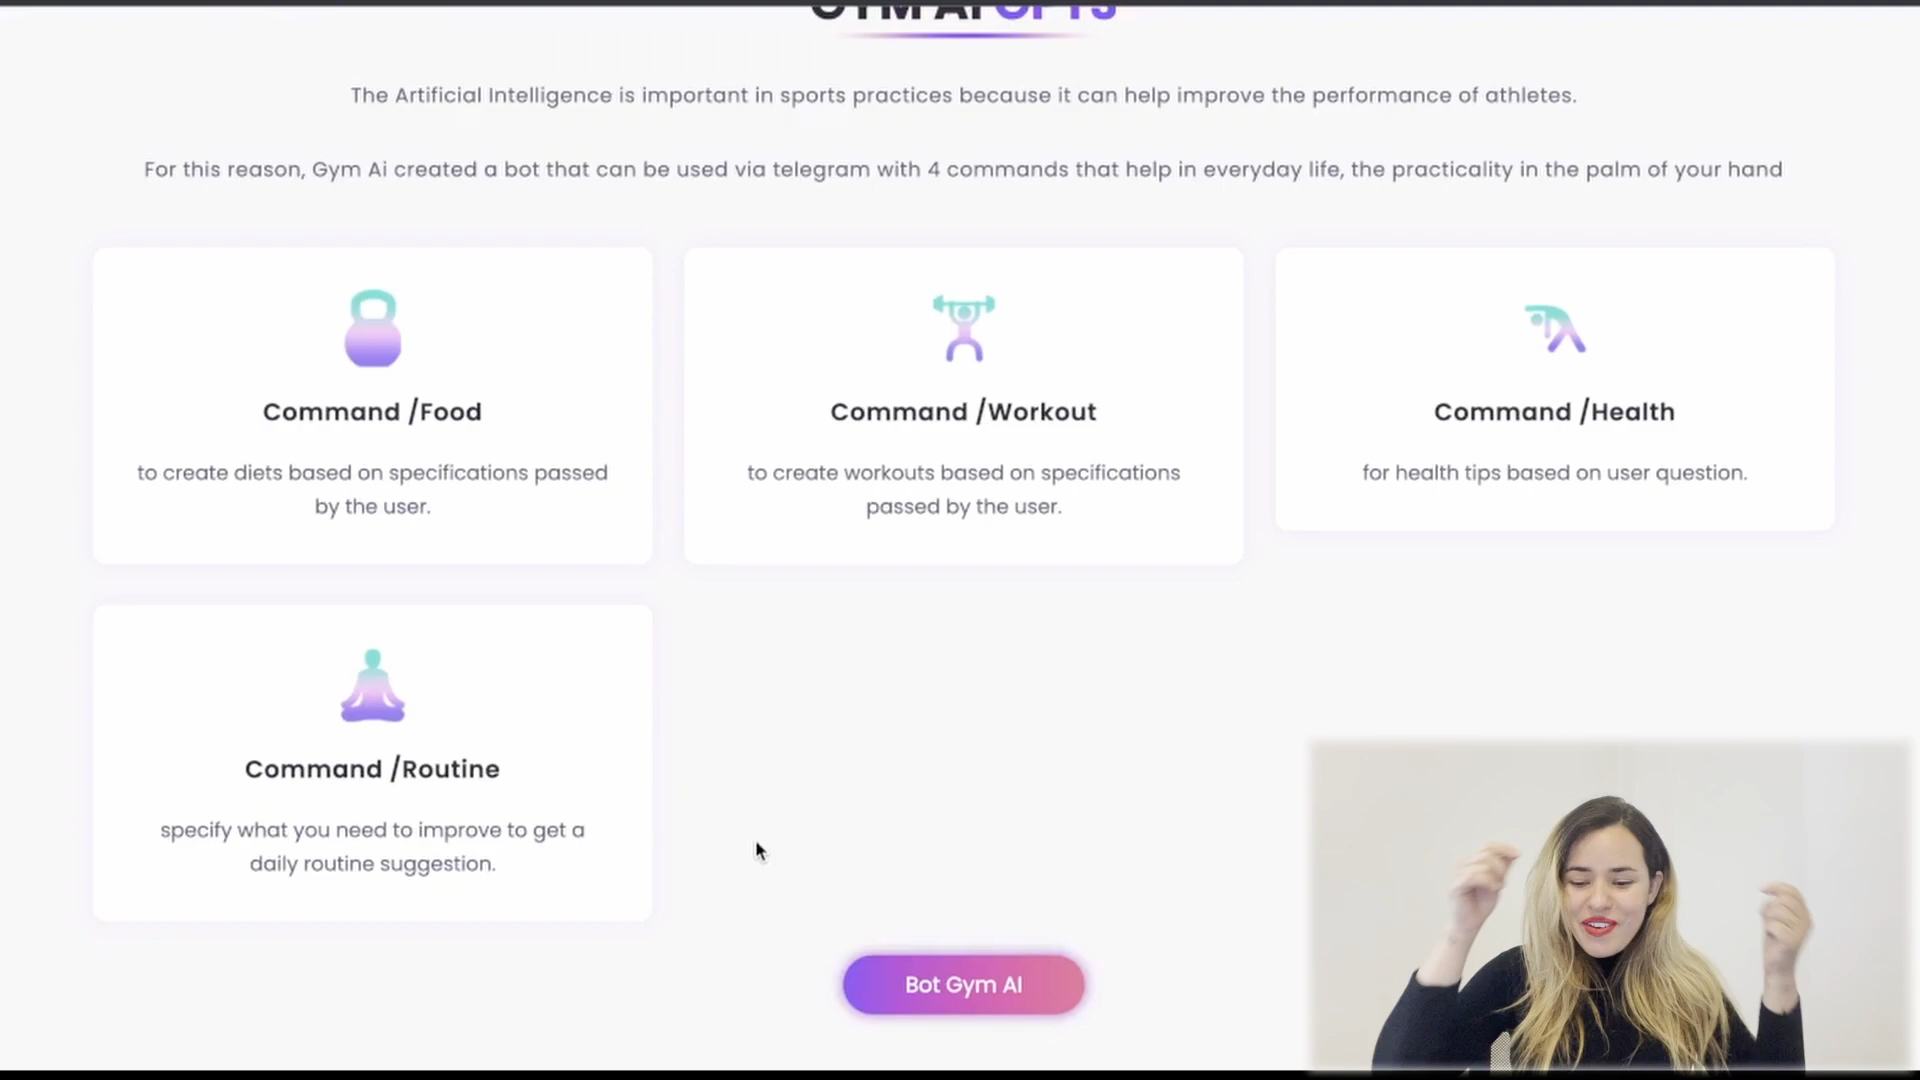 GYM AI GPTS
The Artificial Intelligence is important in sports practices because it can help improve the performance of athletes.
For this reason, Gym Ai created a bot that can be used via telegram with 4 commands that help in everyday life, the practicality in the palm of your hand
Command /Food
to create diets based on specifications passed
by the user.
Command /Workout
to create workouts based on specifications
passed by the user.
Command /Health
for health tips based on user question.
Command /Routine
specify what you need to improve to get a
daily routine suggestion.
Bot Gym AI